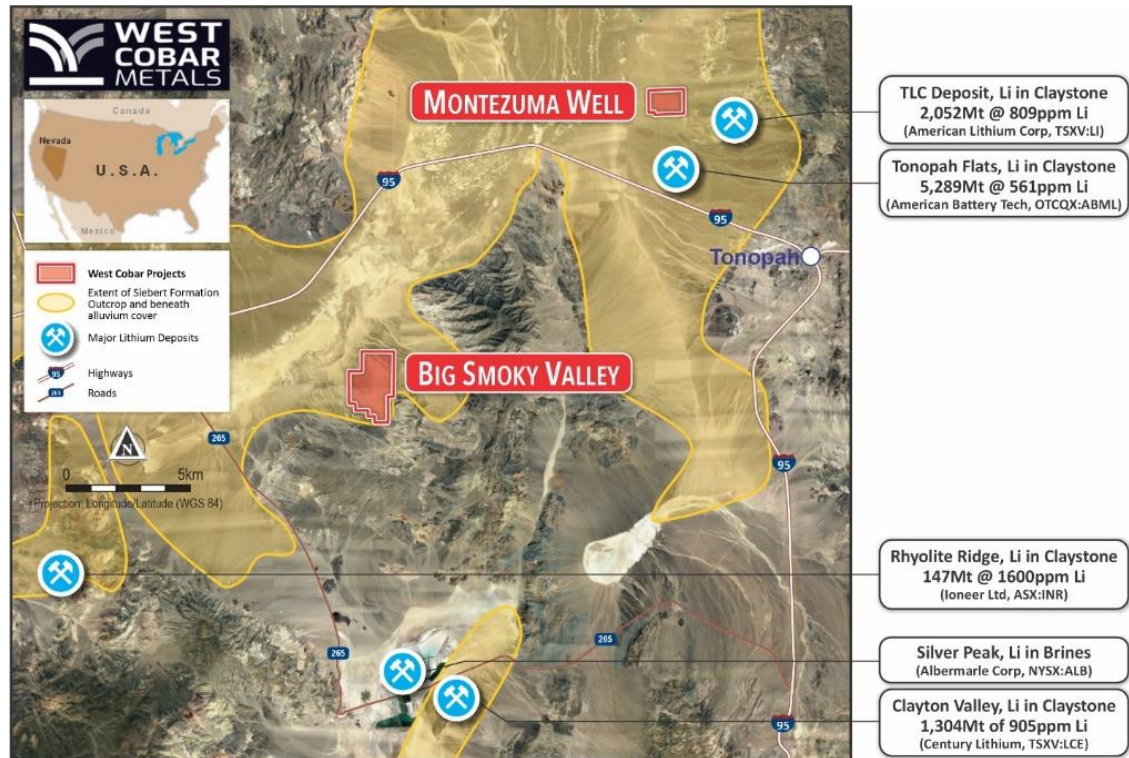 WEST
COBAR
METALS
Canada
Nevada
U.S.A.
Mexico
West Cobar Projects
Extent of Siebert Formation
Outcrop and beneath
alluvium cover
Major Lithium Deposits
95 Highways
265 Roads
N
0 5km
Projection: Longitude/Latitude (WGS 84)
MONTEZUMA WELL
95
95
Tonopah
BIG SMOKY VALLEY
265
95
265
265
95
TLC Deposit, Li in Claystone
2,052Mt @ 809ppm Li
(American Lithium Corp, TSXV:LI)
Tonopah Flats, Li in Claystone
5,289Mt @ 561ppm Li
(American Battery Tech, OTCQX:ABML)
Rhyolite Ridge, Li in Claystone
147Mt @ 1600ppm Li
(Ioneer Ltd, ASX:INR)
Silver Peak, Li in Brines
(Albermarle Corp, NYSX:ALB)
Clayton Valley, Li in Claystone
1,304Mt of 905ppm Li
(Century Lithium, TSXV:LCE)